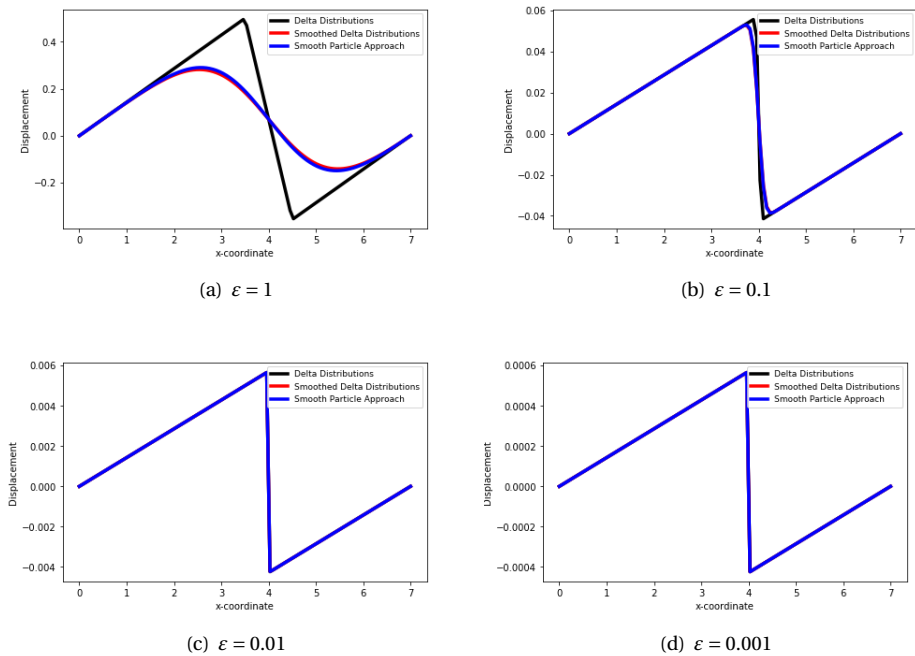 0.4
0.2
0.0
−0.2
Displacement
0 1 2 3 4 5 6 7
x-coordinate
Delta Distributions
Smoothed Delta Distributions
Smooth Particle Approach
(a) ε = 1
0.06
0.04
0.02
0.00
−0.02
−0.04
Displacement
0 1 2 3 4 5 6 7
x-coordinate
Delta Distributions
Smoothed Delta Distributions
Smooth Particle Approach
(b) ε = 0.1
0.006
0.004
0.002
0.000
−0.002
−0.004
Displacement
0 1 2 3 4 5 6 7
x-coordinate
Delta Distributions
Smoothed Delta Distributions
Smooth Particle Approach
(c) ε = 0.01
0.0006
0.0004
0.0002
0.0000
−0.0002
−0.0004
Displacement
0 1 2 3 4 5 6 7
x-coordinate
Delta Distributions
Smoothed Delta Distributions
Smooth Particle Approach
(d) ε = 0.001